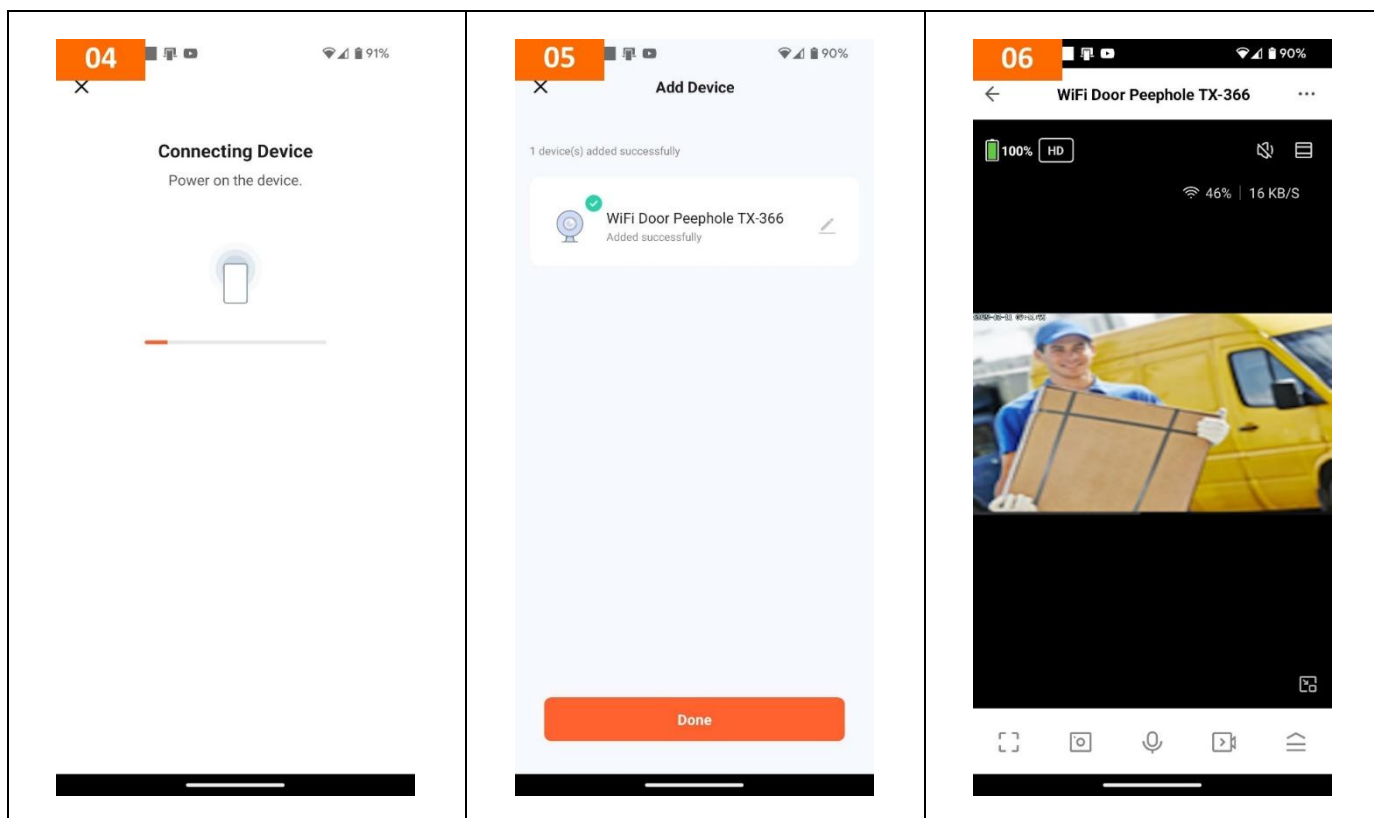 04
91%
Connecting Device
Power on the device.
05
90%
Add Device
1 device(s) added successfully
WiFi Door Peephole TX-366
Added successfully
Done
06
90%
WiFi Door Peephole TX-366
100% HD
46% | 16 KB/S